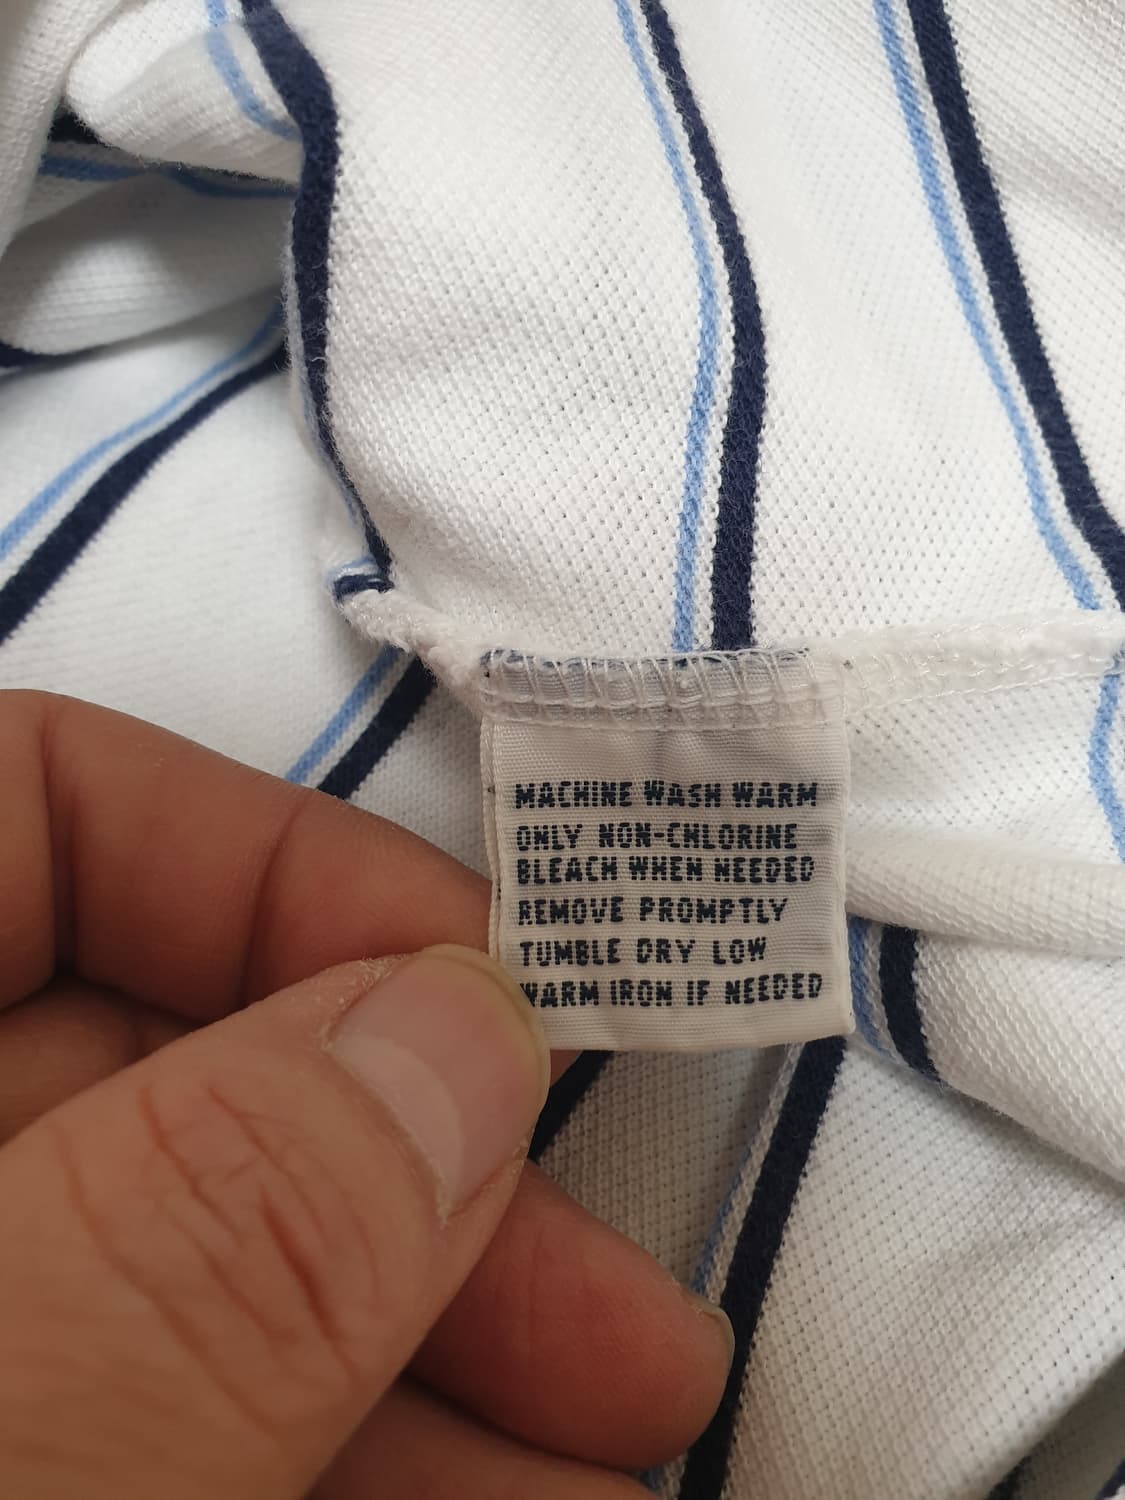 MACHINE WASH WARM
ONLY NON-CHLORINE
BLEACH WHEN NEEDED
REMOVE PROMPTLY
TUMBLE DRY LOW
WARM IRON IF NEEDED